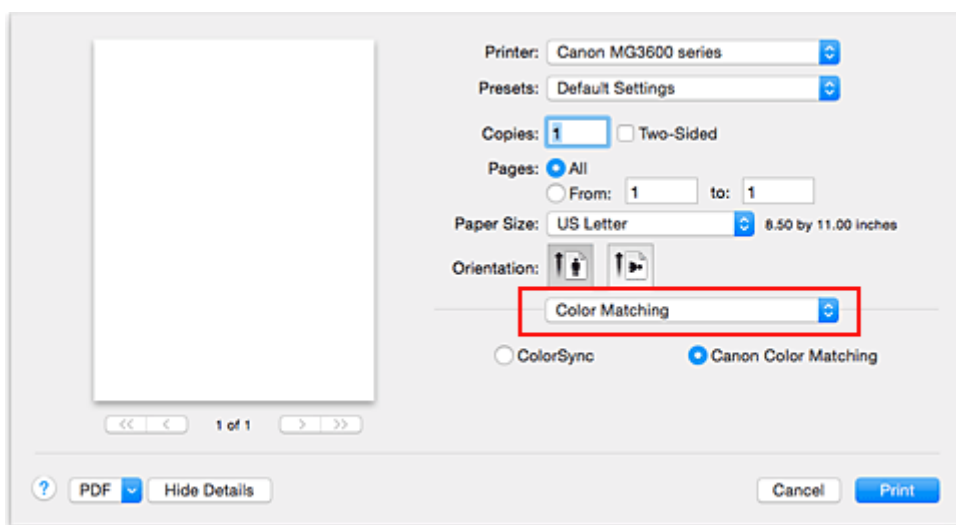 Printer: Canon MG3600 series
Presets: Default Settings
Copies: 1 Two-Sided
Pages: All
From: 1 to: 1
Paper Size: US Letter 8.50 by 11.00 inches
Orientation:
Color Matching
ColorSync Canon Color Matching
<< < 1 of 1 > >>
? PDF Hide Details Cancel Print